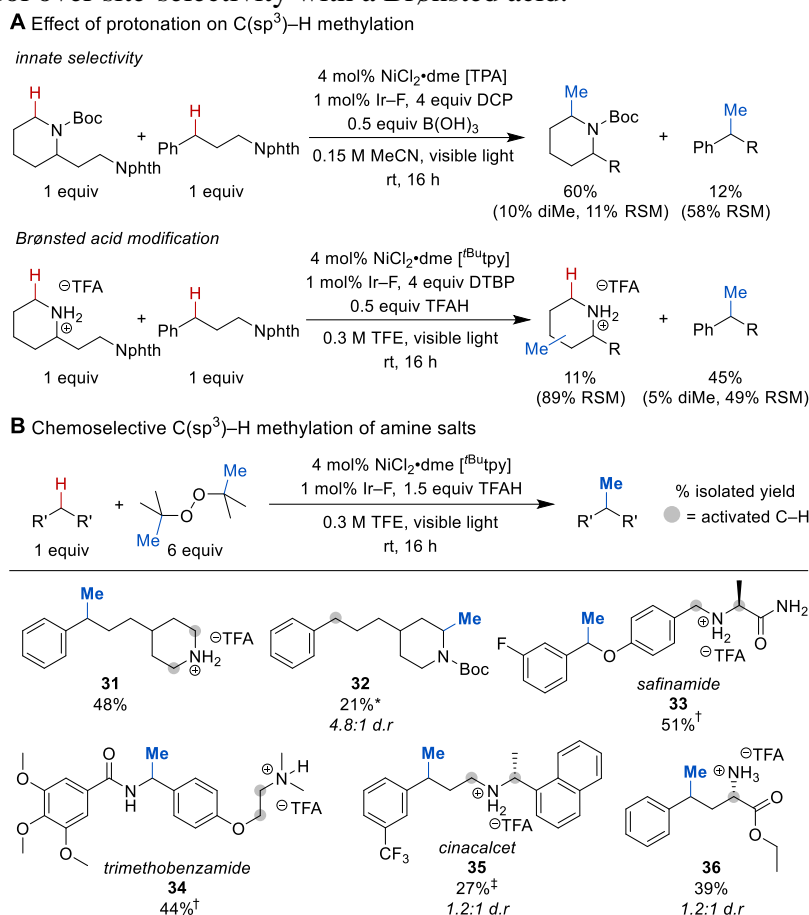 or over site-selectivity with a Brønsted acid.
A Effect of protonation on C(sp³)–H methylation
innate selectivity
H
N Boc
Nphth
1 equiv
+
H
Ph Nphth
1 equiv
4 mol% NiCl₂•dme [TPA]
1 mol% Ir–F, 4 equiv DCP
0.5 equiv B(OH)₃
0.15 M MeCN, visible light
rt, 16 h
Me
N Boc
R
60%
(10% diMe, 11% RSM)
+
Me
Ph R
12%
(58% RSM)
Brønsted acid modification
H
⊖TFA
NH₂
⊕
Nphth
1 equiv
+
H
Ph Nphth
1 equiv
4 mol% NiCl₂•dme [ᵗᴮᵘtpy]
1 mol% Ir–F, 4 equiv DTBP
0.5 equiv TFAH
0.3 M TFE, visible light
rt, 16 h
H
⊖TFA
NH₂
⊕
Me R
11%
(89% RSM)
+
Me
Ph R
45%
(5% diMe, 49% RSM)
B Chemoselective C(sp³)–H methylation of amine salts
H
R' R'
1 equiv
+
Me
O
O
Me
6 equiv
4 mol% NiCl₂•dme [ᵗᴮᵘtpy]
1 mol% Ir–F, 1.5 equiv TFAH
0.3 M TFE, visible light
rt, 16 h
Me
R' R'
% isolated yield
= activated C–H
Me
⊖TFA
NH₂
⊕
31
48%
Me
N
Boc
32
21%*
4.8:1 d.r
F
Me
O
⊕
N
H₂
⊖TFA
NH₂
O
safinamide
33
51%†
O
O
O
O
N
H
Me
O
⊕
N H
⊖TFA
trimethobenzamide
34
44%†
Me
CF₃
⊕
N
H₂
⊖TFA
cinacalcet
35
27%‡
1.2:1 d.r
Me
⊖TFA
⊕
NH₃
O
O
36
39%
1.2:1 d.r